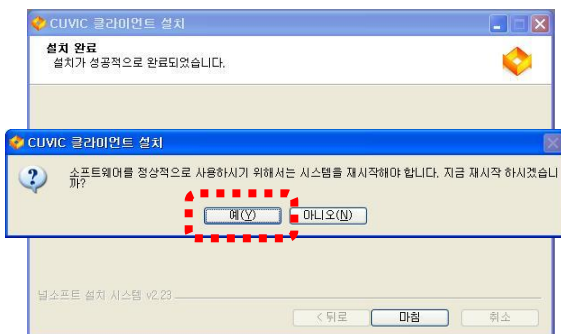 CUVIC 클라이언트 설치
설치 완료
설치가 성공적으로 완료되었습니다.
CUVIC 클라이언트 설치
소프트웨어를 정상적으로 사용하시기 위해서는 시스템을 재시작해야 합니다. 지금 재시작 하시겠습니
까?
예(Y) 아니오(N)
널소프트 설치 시스템 v2.23
< 뒤로 마침 취소